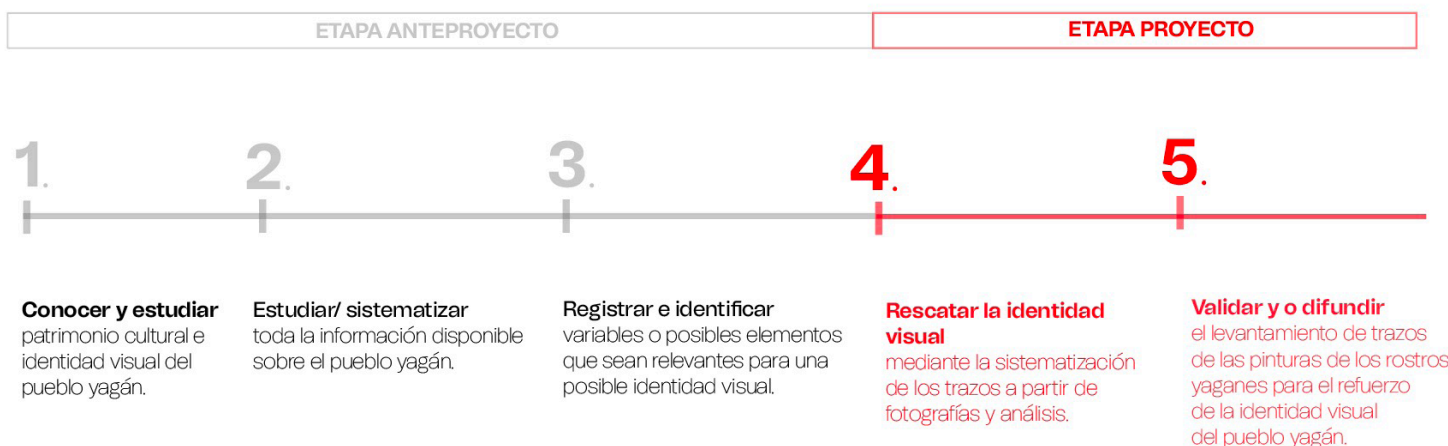 ETAPA ANTEPROYECTO
ETAPA PROYECTO
1.
2.
3.
4.
5.
Conocer y estudiar
patrimonio cultural e
identidad visual del
pueblo yagán.
Estudiar/ sistematizar
toda la información disponible
sobre el pueblo yagán.
Registrar e identificar
variables o posibles elementos
que sean relevantes para una
posible identidad visual.
Rescatar la identidad
visual
mediante la sistematización
de los trazos a partir de
fotografías y análisis.
Validar y o difundir
el levantamiento de trazos
de las pinturas de los rostros
yaganes para el refuerzo
de la identidad visual
del pueblo yagán.